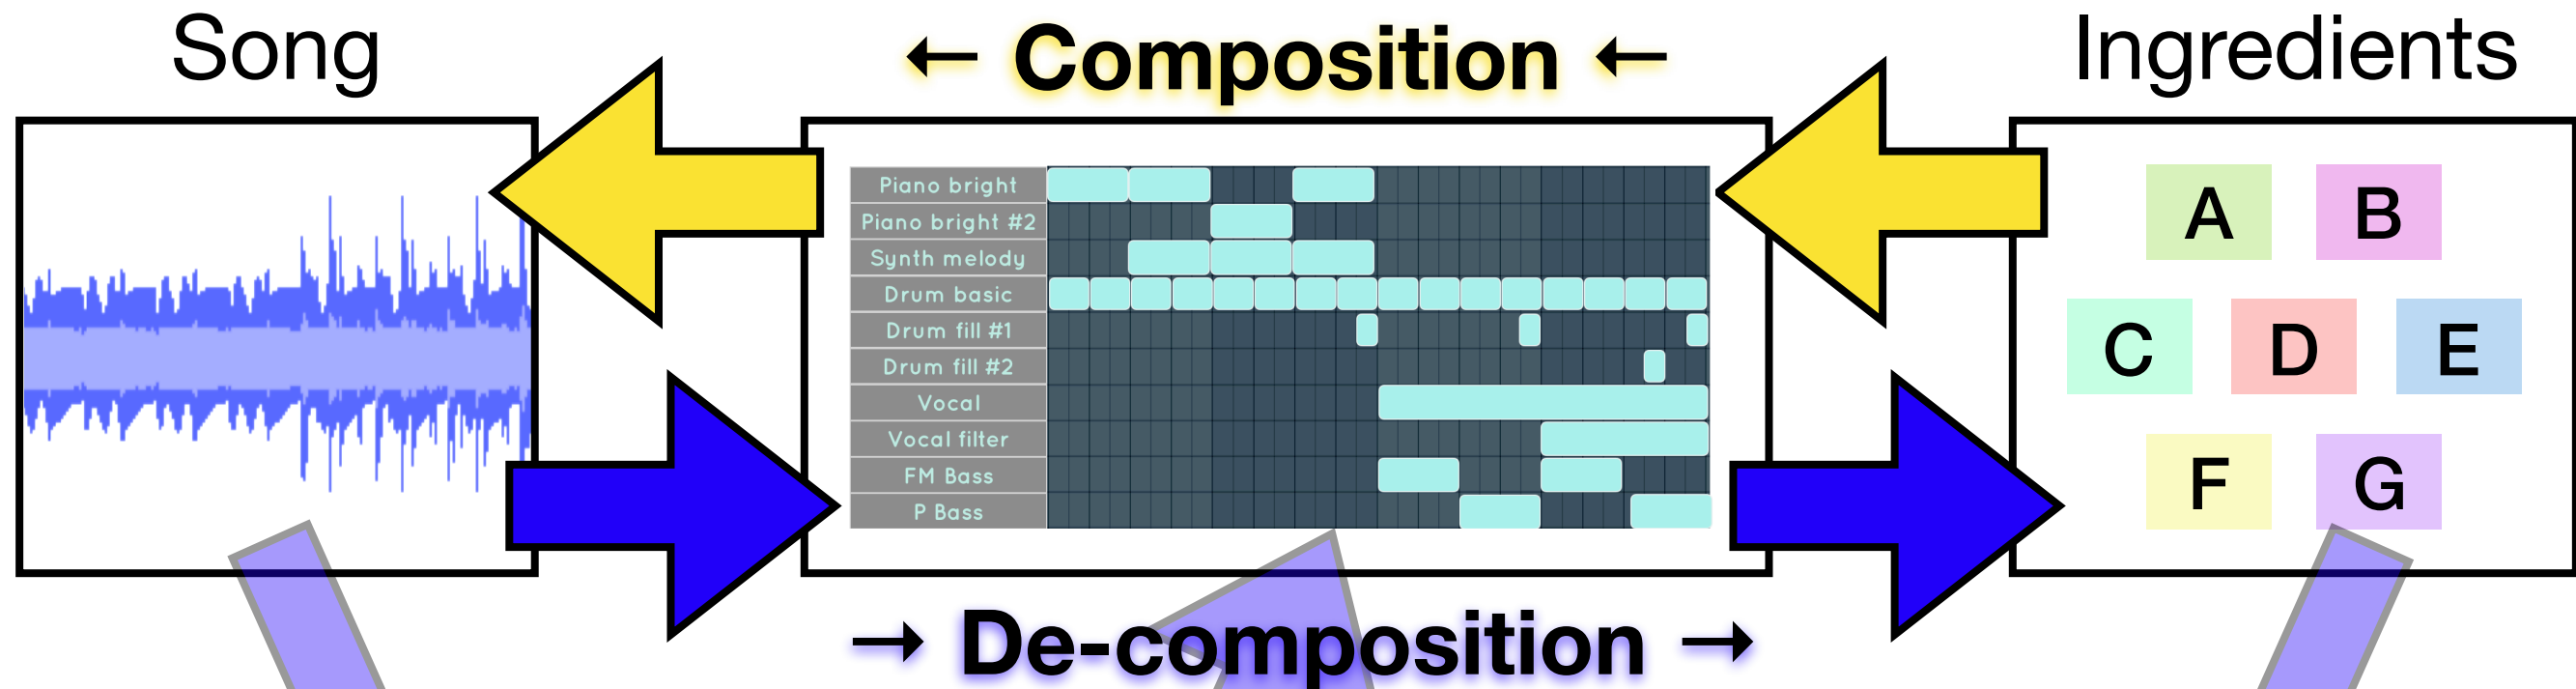 Song
← Composition ←
Ingredients
Piano bright
Piano bright #2
Synth melody
Drum basic
Drum fill #1
Drum fill #2
Vocal
Vocal filter
FM Bass
P Bass
A B
C D E
F G
→ De-composition →